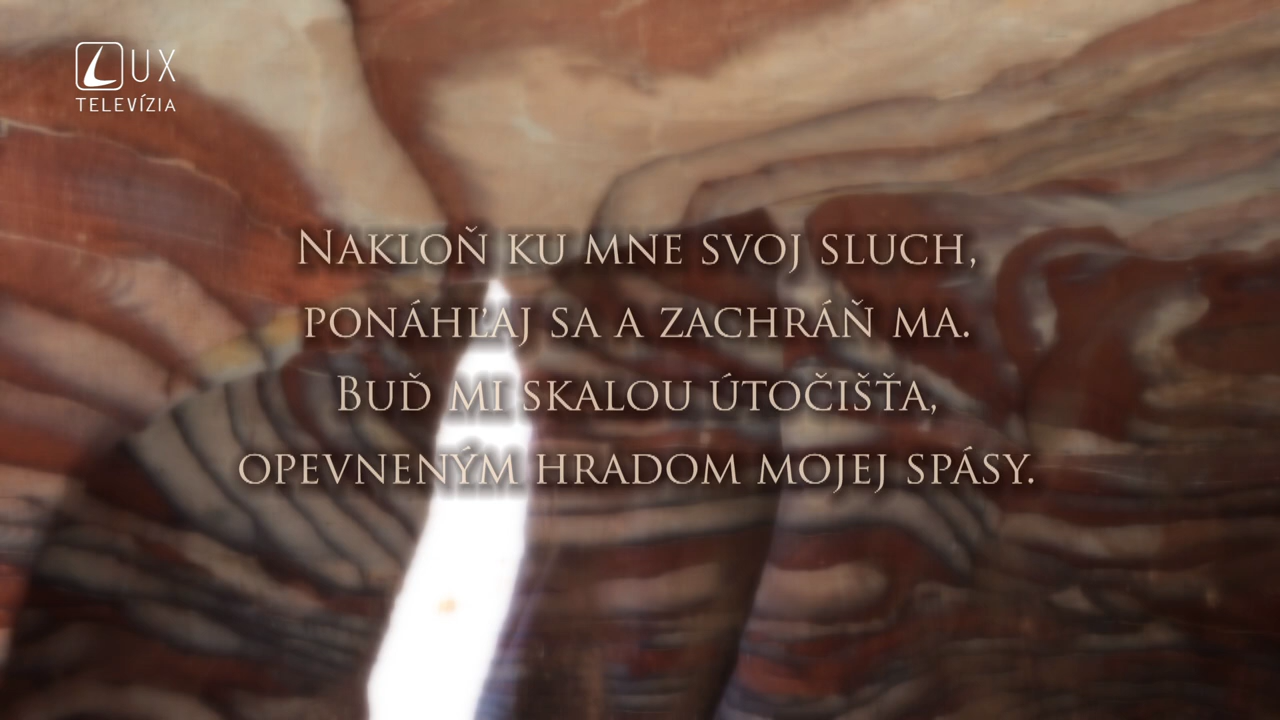 LUX
TELEVÍZIA
Nakloň ku mne svoj sluch,
ponáhľaj sa a zachráň ma.
Buď mi skalou útočišťa,
opevneným hradom mojej spásy.